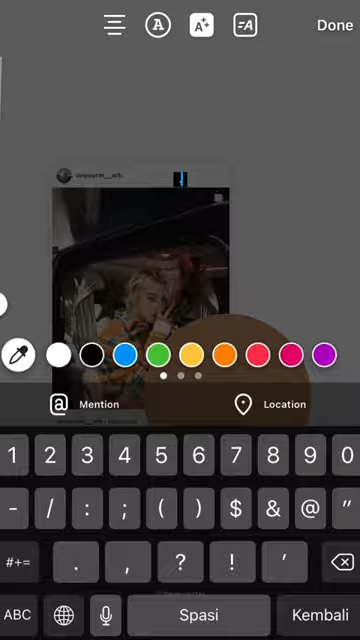 A A+ =A Done
@ Mention Location
1 2 3 4 5 6 7 8 9 0
- / : ; ( ) $ & @ "
#+= . , ? ! ' 
ABC Spasi Kembali